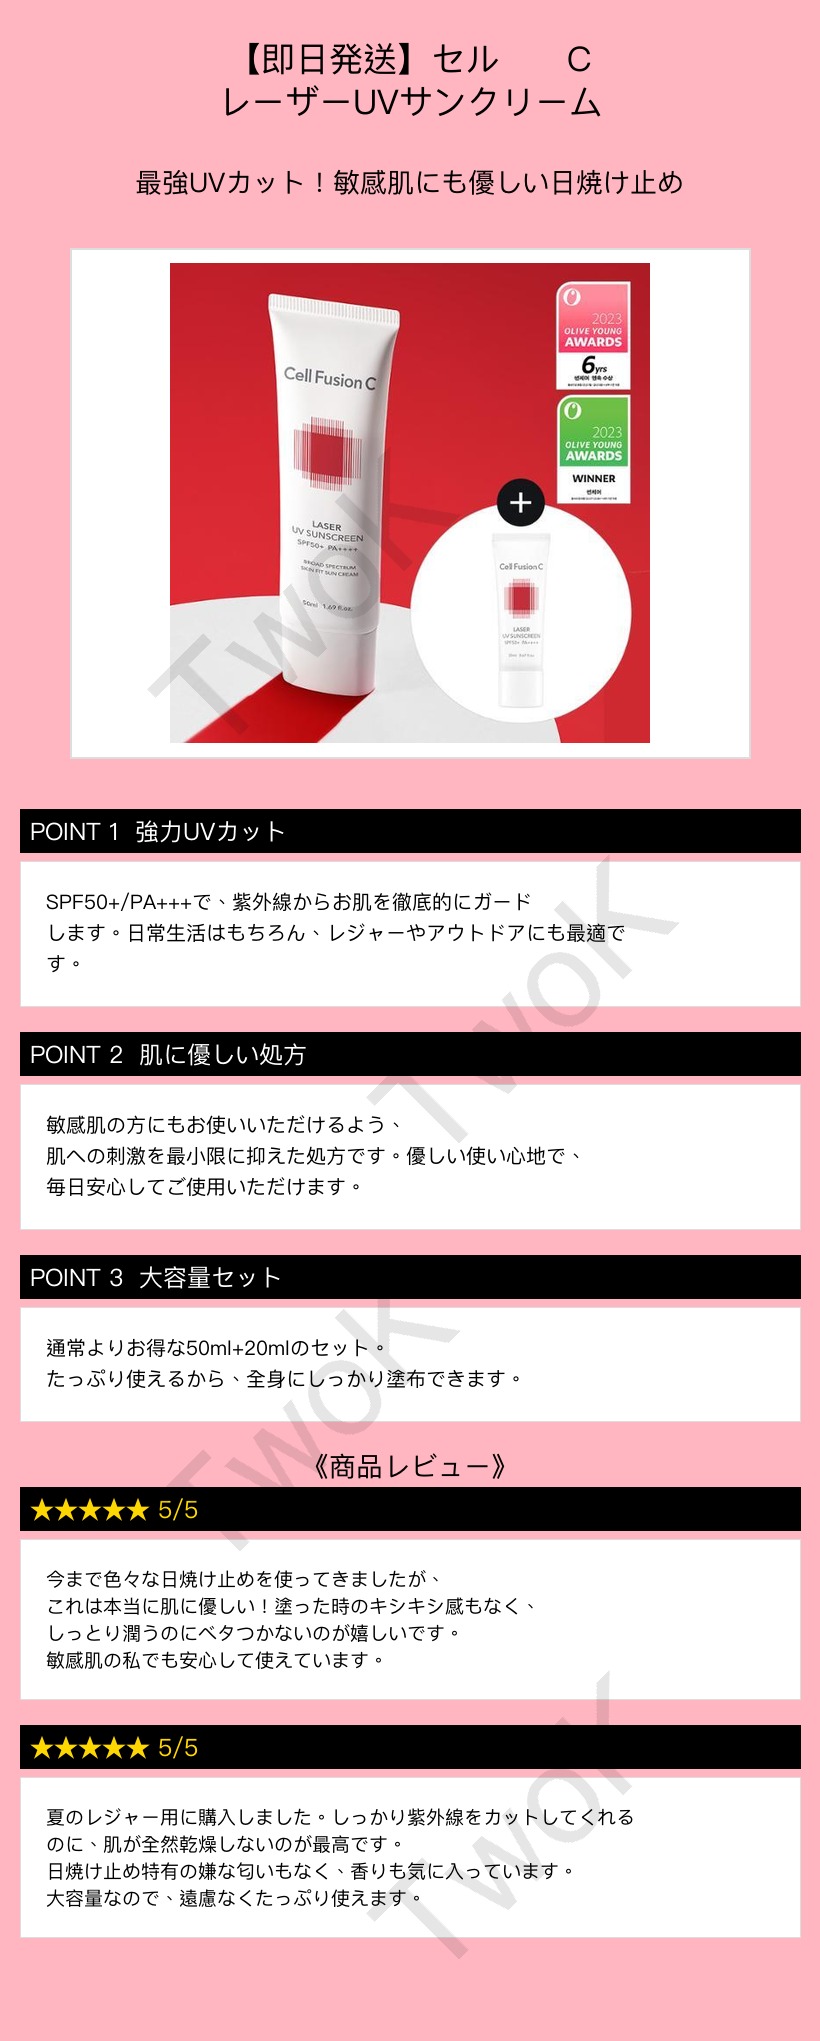 【即日発送】セル　　C
レーザーUVサンクリーム
最強UVカット！敏感肌にも優しい日焼け止め
2023
OLIVE YOUNG
AWARDS
6yrs
선케어 연속 수상
Cell Fusion C
2023
OLIVE YOUNG
AWARDS
WINNER
선케어
LASER
UV SUNSCREEN
SPF50+ PA++++
BROAD SPECTRUM
SKIN FIT SUN CREAM
50ml 1.69 fl.oz.
+
Cell Fusion C
LASER
UV SUNSCREEN
SPF50+ PA++++
TwoK
POINT 1 強力UVカット
SPF50+/PA+++で、紫外線からお肌を徹底的にガード
します。日常生活はもちろん、レジャーやアウトドアにも最適で
す。
TwoK
POINT 2 肌に優しい処方
敏感肌の方にもお使いいただけるよう、
肌への刺激を最小限に抑えた処方です。優しい使い心地で、
毎日安心してご使用いただけます。
POINT 3 大容量セット
通常よりお得な50ml+20mlのセット。
たっぷり使えるから、全身にしっかり塗布できます。
TwoK
《商品レビュー》
★★★★★ 5/5
今まで色々な日焼け止めを使ってきましたが、
これは本当に肌に優しい！塗った時のキシキシ感もなく、
しっとり潤うのにベタつかないのが嬉しいです。
敏感肌の私でも安心して使えています。
★★★★★ 5/5
夏のレジャー用に購入しました。しっかり紫外線をカットしてくれる
のに、肌が全然乾燥しないのが最高です。
日焼け止め特有の嫌な匂いもなく、香りも気に入っています。
大容量なので、遠慮なくたっぷり使えます。
TwoK